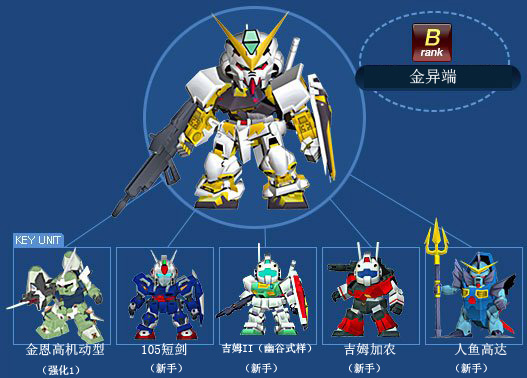 B
rank
金异端
KEY UNIT
金恩高机动型
（强化1）
105短剑
（新手）
吉姆II（幽谷式样）
（新手）
吉姆加农
（新手）
人鱼高达
（新手）